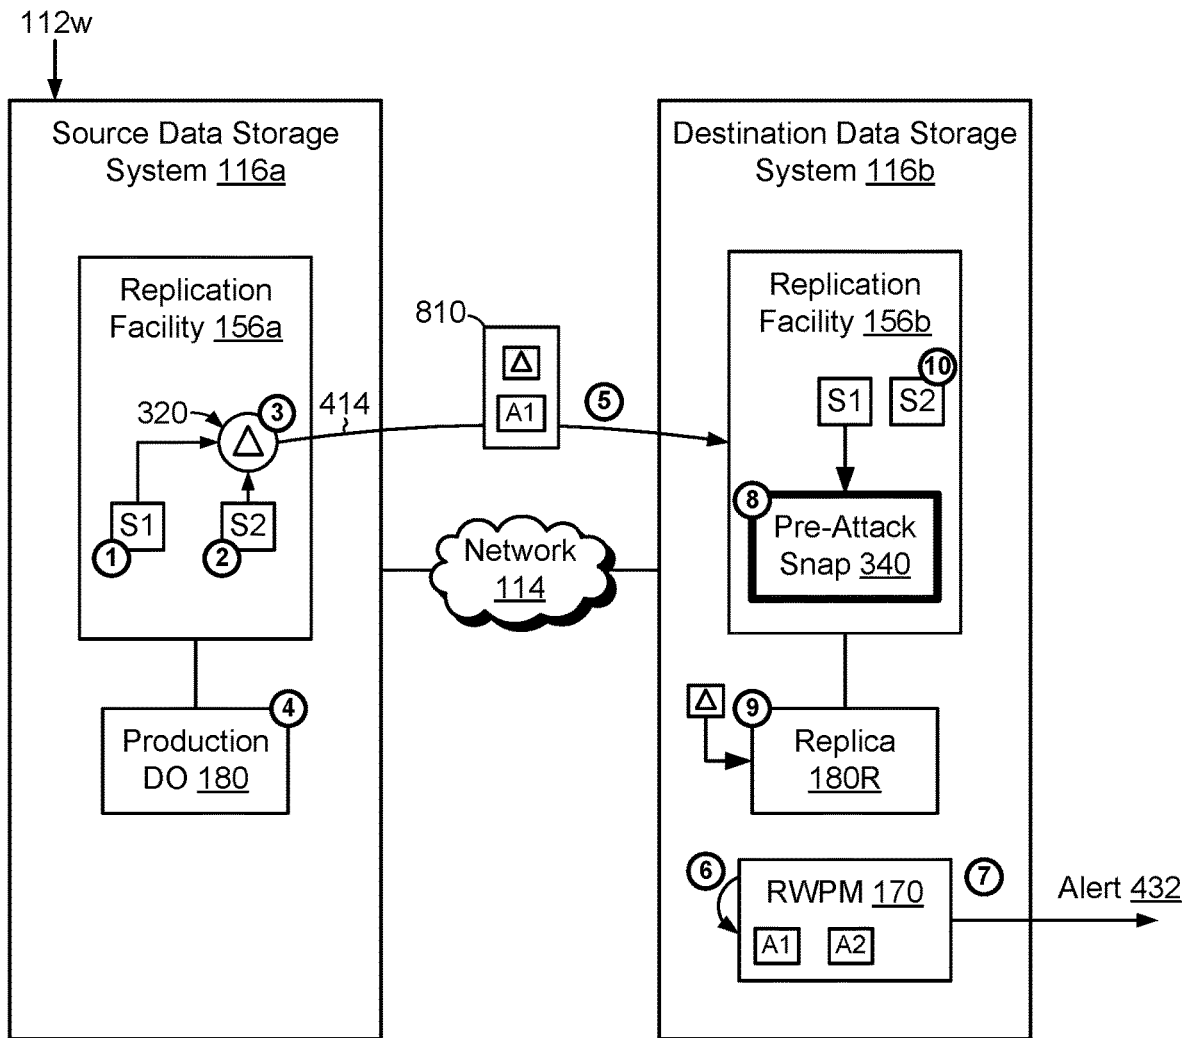 112w
Source Data Storage
System 116a
Replication
Facility 156a
320
Δ
3
414
S1
1
S2
2
Production
DO 180
4
810
Δ
A1
5
Network
114
Destination Data Storage
System 116b
Replication
Facility 156b
S1
S2
10
8
Pre-Attack
Snap 340
Δ
9
Replica
180R
6
RWPM 170
A1
A2
7
Alert 432